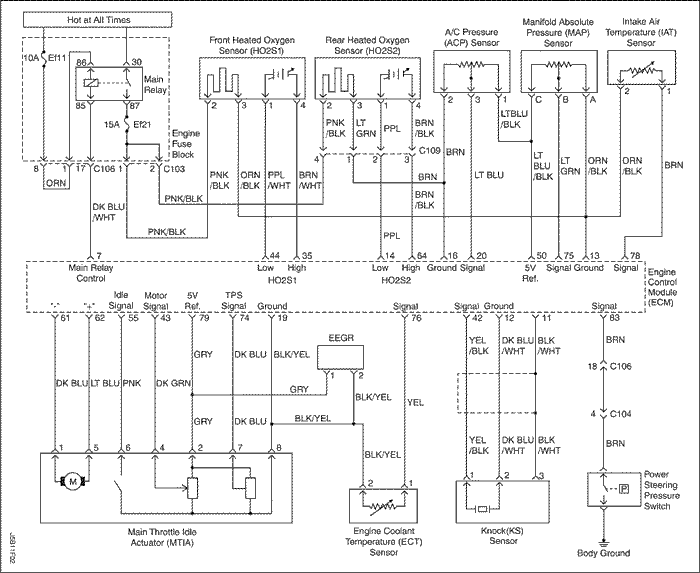 Hot at All Times
10A Ef11
86 30
Main
Relay
85 87
15A Ef21
Engine
Fuse
Block
8 1 17 C106 1 2 C103
ORN
DK BLU
/WHT
PNK/BLK
PNK/BLK
Front Heated Oxygen
Sensor (HO2S1)
2 3 1 4
PNK
/BLK
ORN
/BLK
PPL
/WHT
BRN
/WHT
Rear Heated Oxygen
Sensor (HO2S2)
2 3 1 4
PNK
/BLK
LT
GRN
PPL
BRN
/BLK
4 1 2 3 C109
BRN
BRN
/BLK
PPL
A/C Pressure
(ACP) Sensor
2 3 1
LTBLU
/BLK
BRN
LT BLU
Manifold Absolute
Pressure (MAP)
Sensor
C B A
LT
BLU
/BLK
LT
GRN
ORN
/BLK
Intake Air
Temperature (IAT)
Sensor
2 1
ORN
/BLK
BRN
7 44 35 14 64 16 20 50 75 13 78
Main Relay
Control
Low High
HO2S1
Low High
HO2S2
Ground Signal
5V
Ref.
Signal Ground
Signal
Engine
Control
Module
(ECM)
"-" "+"
Idle
Signal
Motor
Signal
5V
Ref.
TPS
Signal
Ground
Signal
Signal Ground
Signal
61 62 55 43 79 74 19 76 42 12 11 63
DK BLU LT BLU PNK
DK GRN
GRY
DK BLU
BLK/YEL
EEGR
1 2
GRY
BLK/YEL
GRY
DK BLU
BLK/YEL
BLK/YEL
YEL
YEL
/BLK
DK BLU
/WHT
BLK
/WHT
YEL
/BLK
DK BLU
/WHT
BLK
/WHT
BRN
18 C106
4 C104
BRN
1 5 6 4 2 7 8
M
Main Throttle Idle
Actuator (MTIA)
2 1
Engine Coolant
Temperature (ECT)
Sensor
1 2 3
Knock(KS)
Sensor
P
Power
Steering
Pressure
Switch
Body Ground
J5B11F02